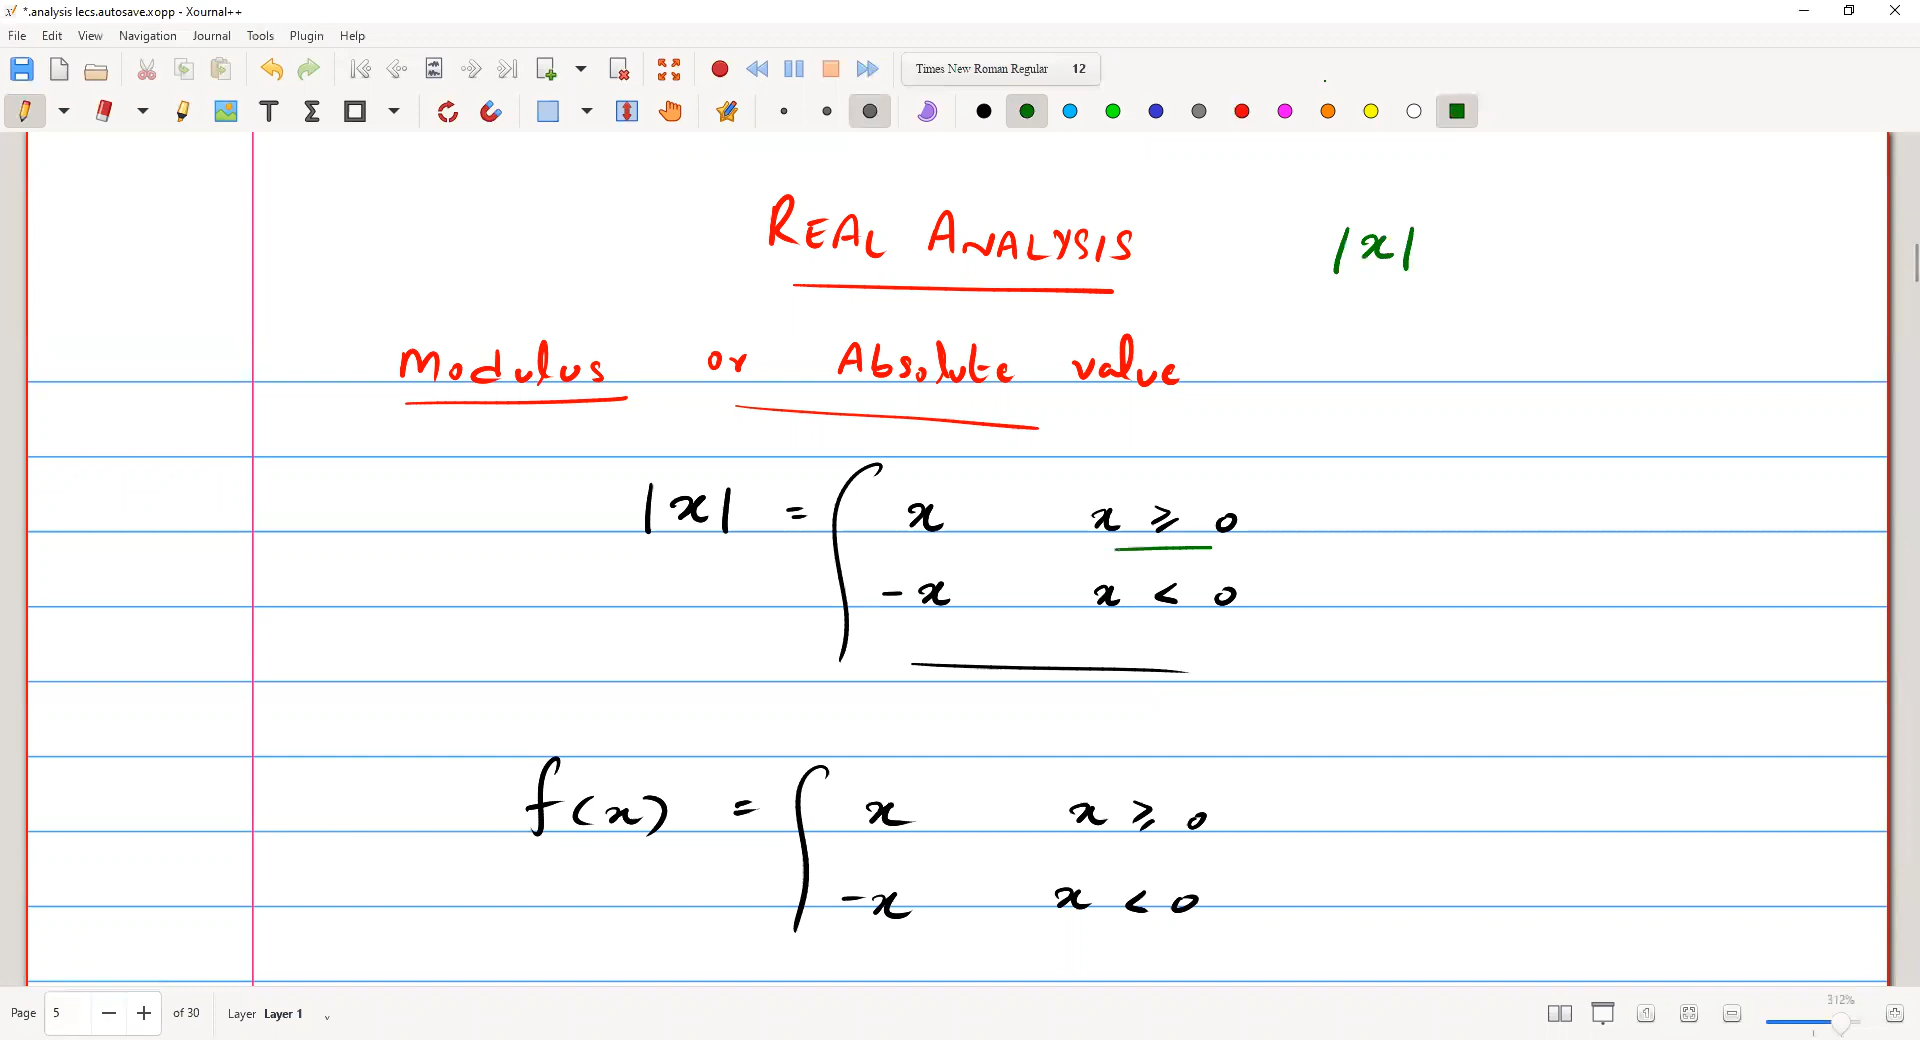 *.analysis lecs.autosave.xopp - Xournal++
File Edit View Navigation Journal Tools Plugin Help
Times New Roman Regular 12
REAL ANALYSIS |x|
Modulus or Absolute value
|x| = { x x ≥ 0
-x x < 0
f(x) = { x x ≥ 0
-x x < 0
Page 5 of 30 Layer Layer 1 312%